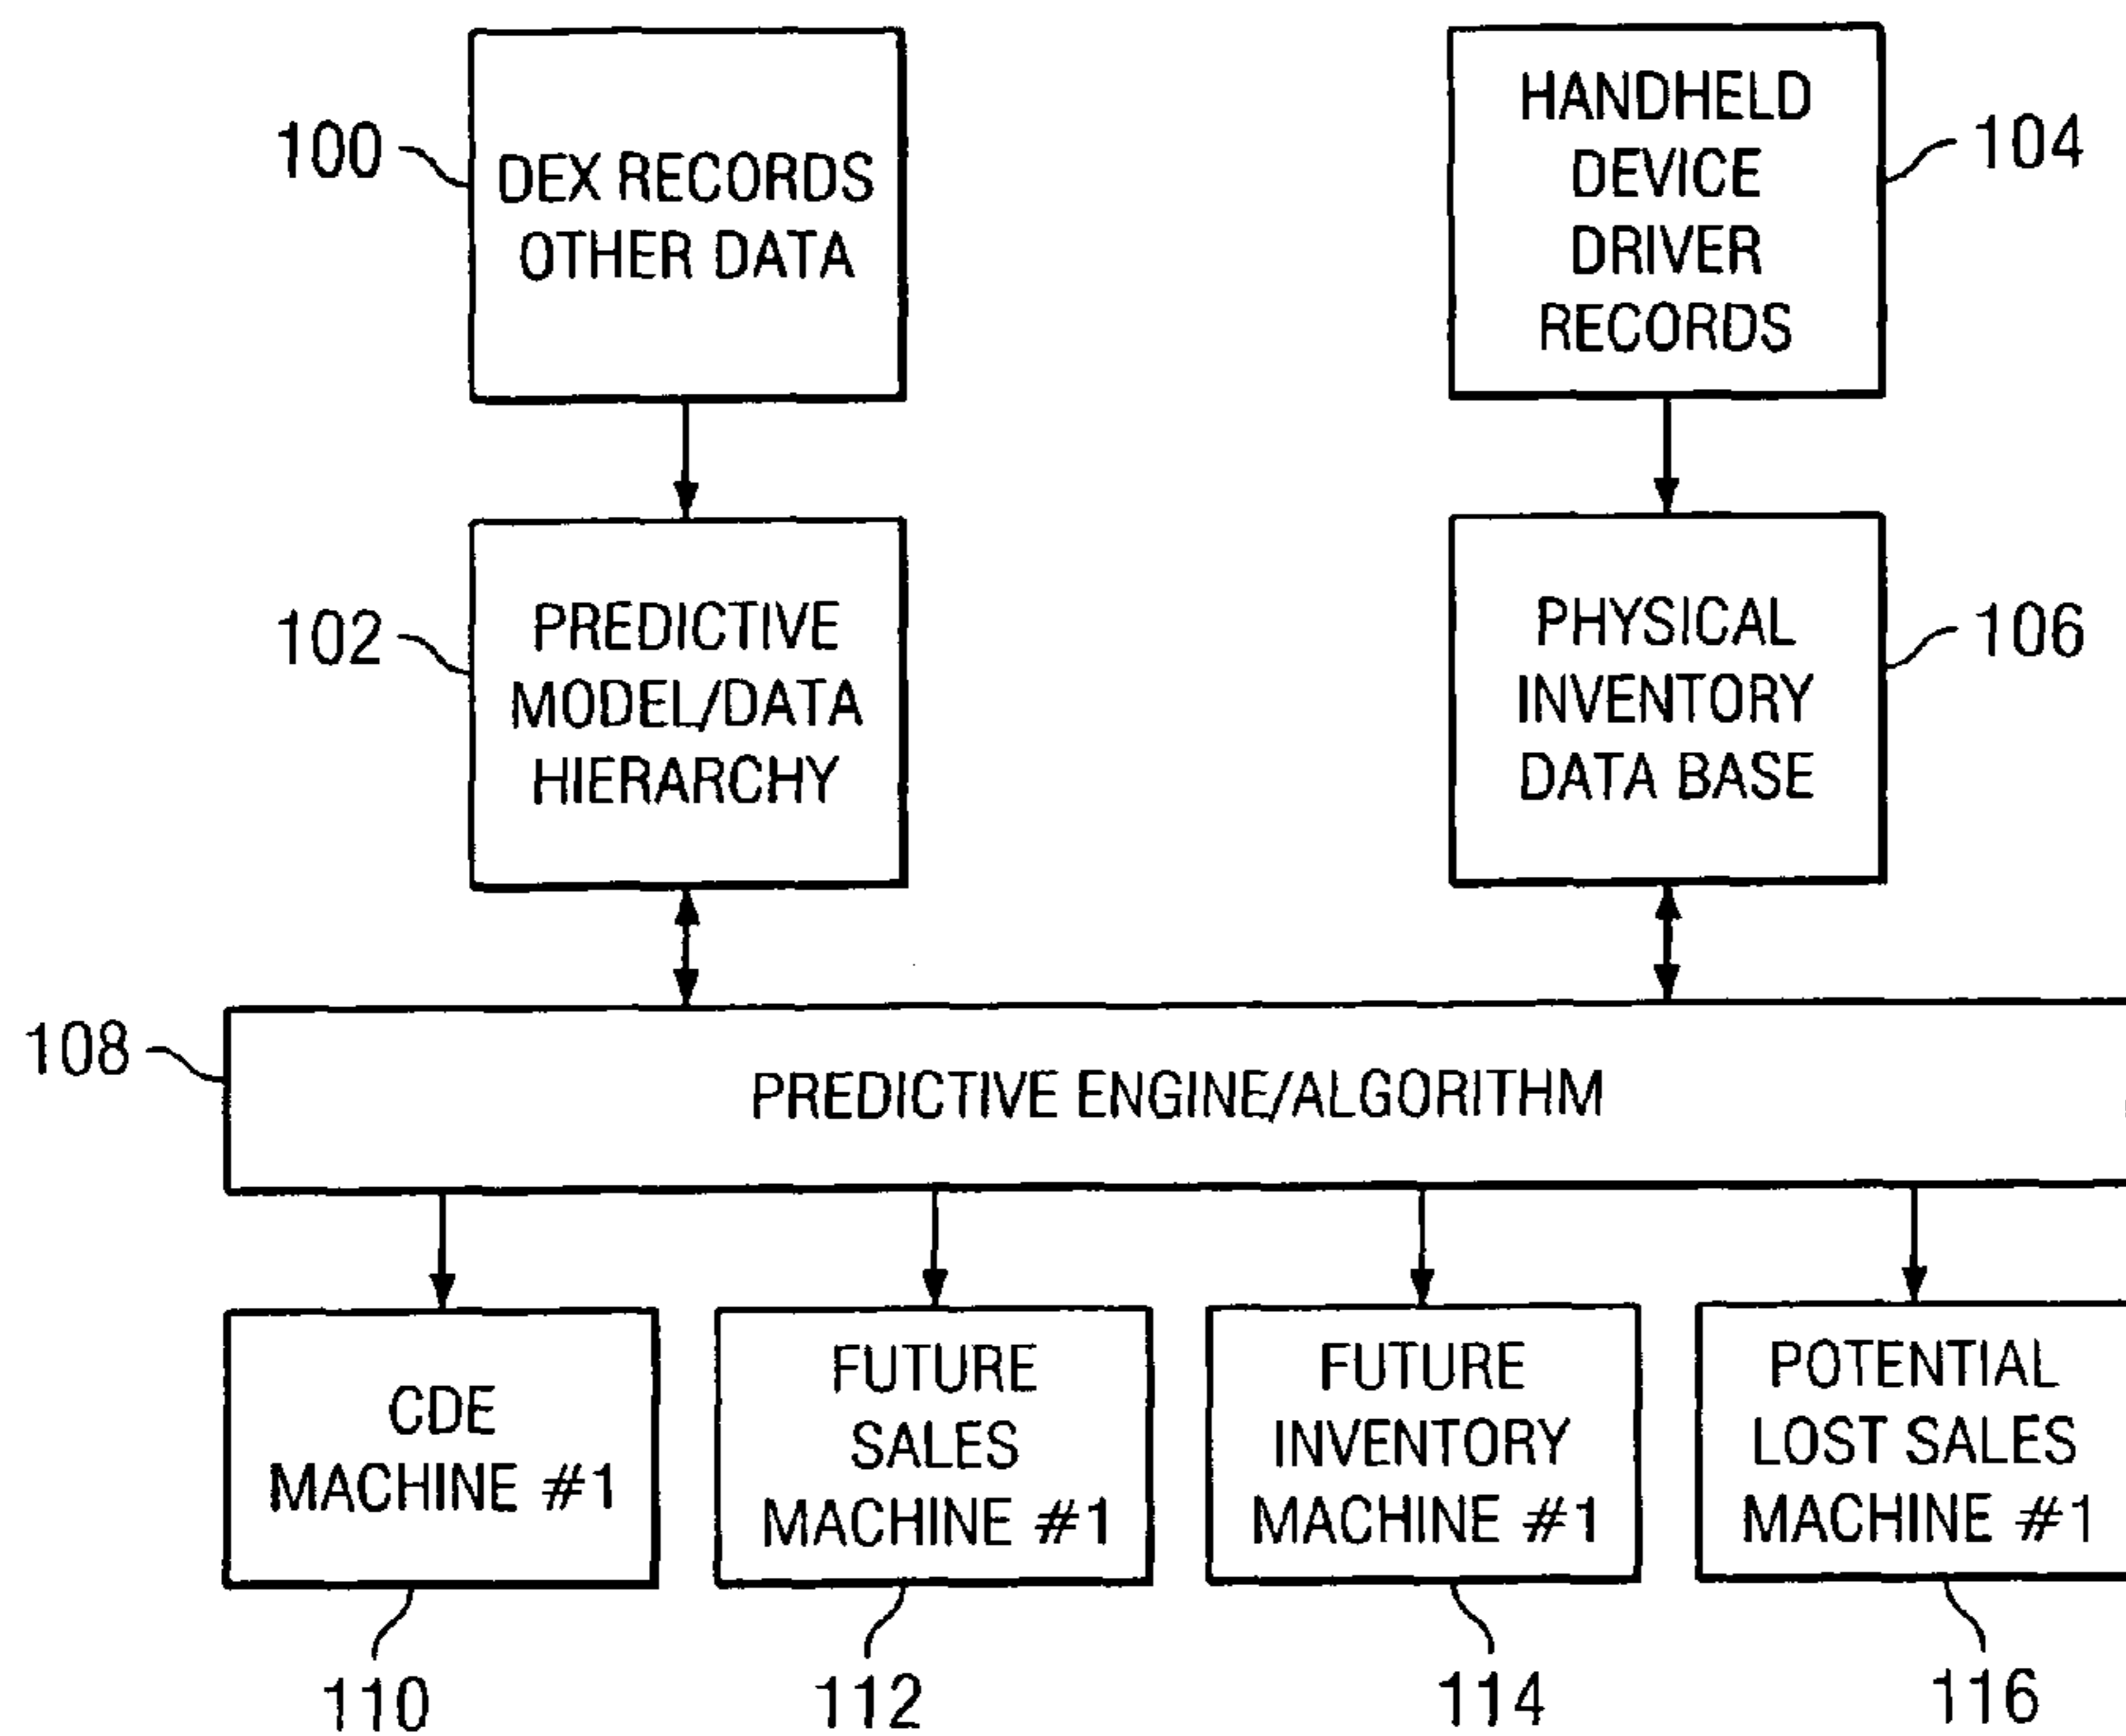 100
DEX RECORDS
OTHER DATA
HANDHELD
DEVICE
DRIVER
RECORDS
104
102
PREDICTIVE
MODEL/DATA
HIERARCHY
PHYSICAL
INVENTORY
DATA BASE
106
108
PREDICTIVE ENGINE/ALGORITHM
CDE
MACHINE #1
FUTURE
SALES
MACHINE #1
FUTURE
INVENTORY
MACHINE #1
POTENTIAL
LOST SALES
MACHINE #1
110
112
114
116